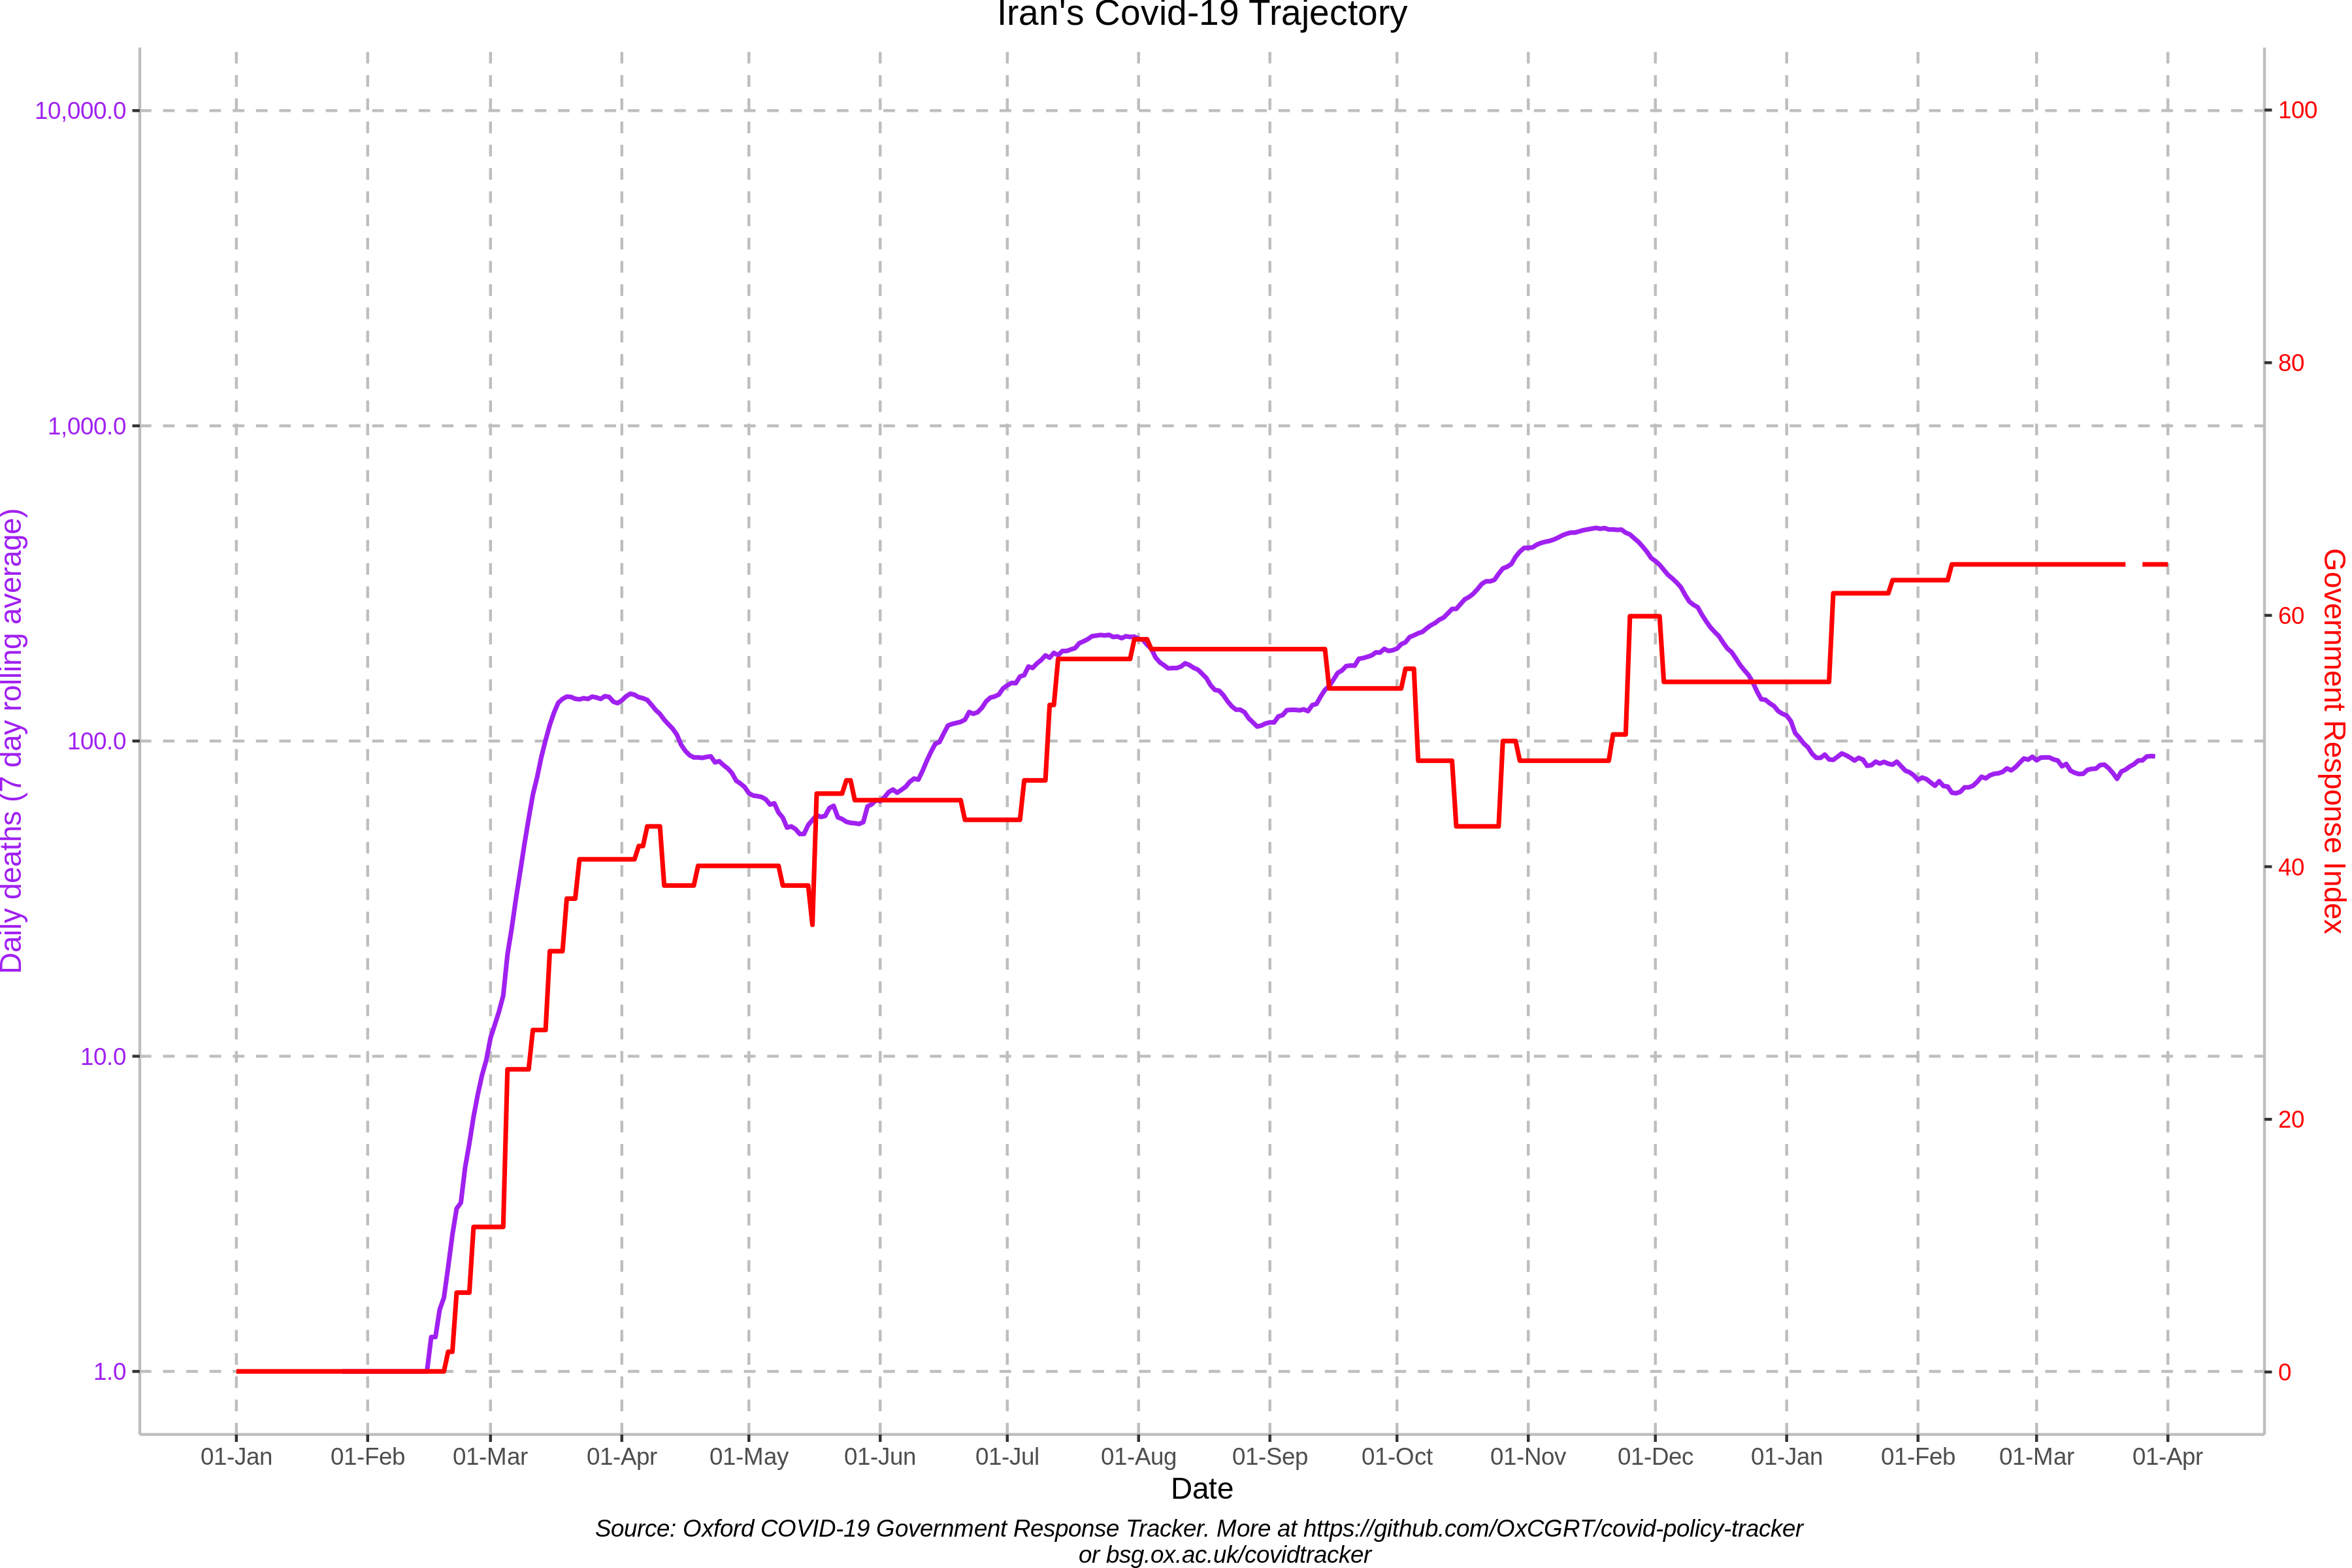 Iran's Covid-19 Trajectory
Daily deaths (7 day rolling average)
10,000.0
1,000.0
100.0
10.0
1.0
100
80
60
40
20
0
Government Response Index
01-Jan 01-Feb 01-Mar 01-Apr 01-May 01-Jun 01-Jul 01-Aug 01-Sep 01-Oct 01-Nov 01-Dec 01-Jan 01-Feb 01-Mar 01-Apr
Date
Source: Oxford COVID-19 Government Response Tracker. More at https://github.com/OxCGRT/covid-policy-tracker
or bsg.ox.ac.uk/covidtracker